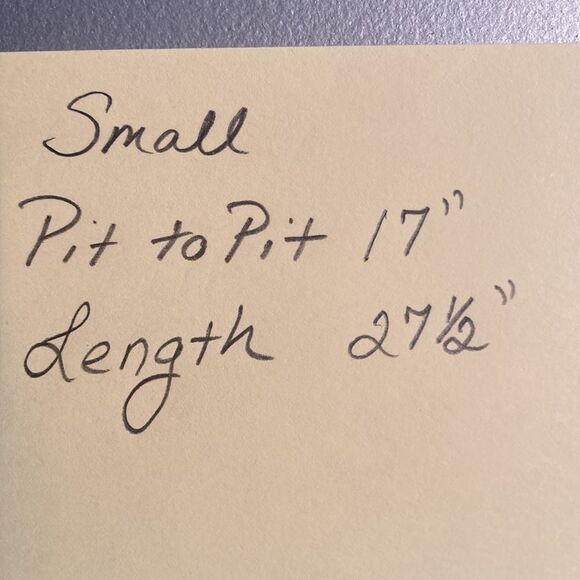 Small
Pit to Pit 17"
Length 27½"